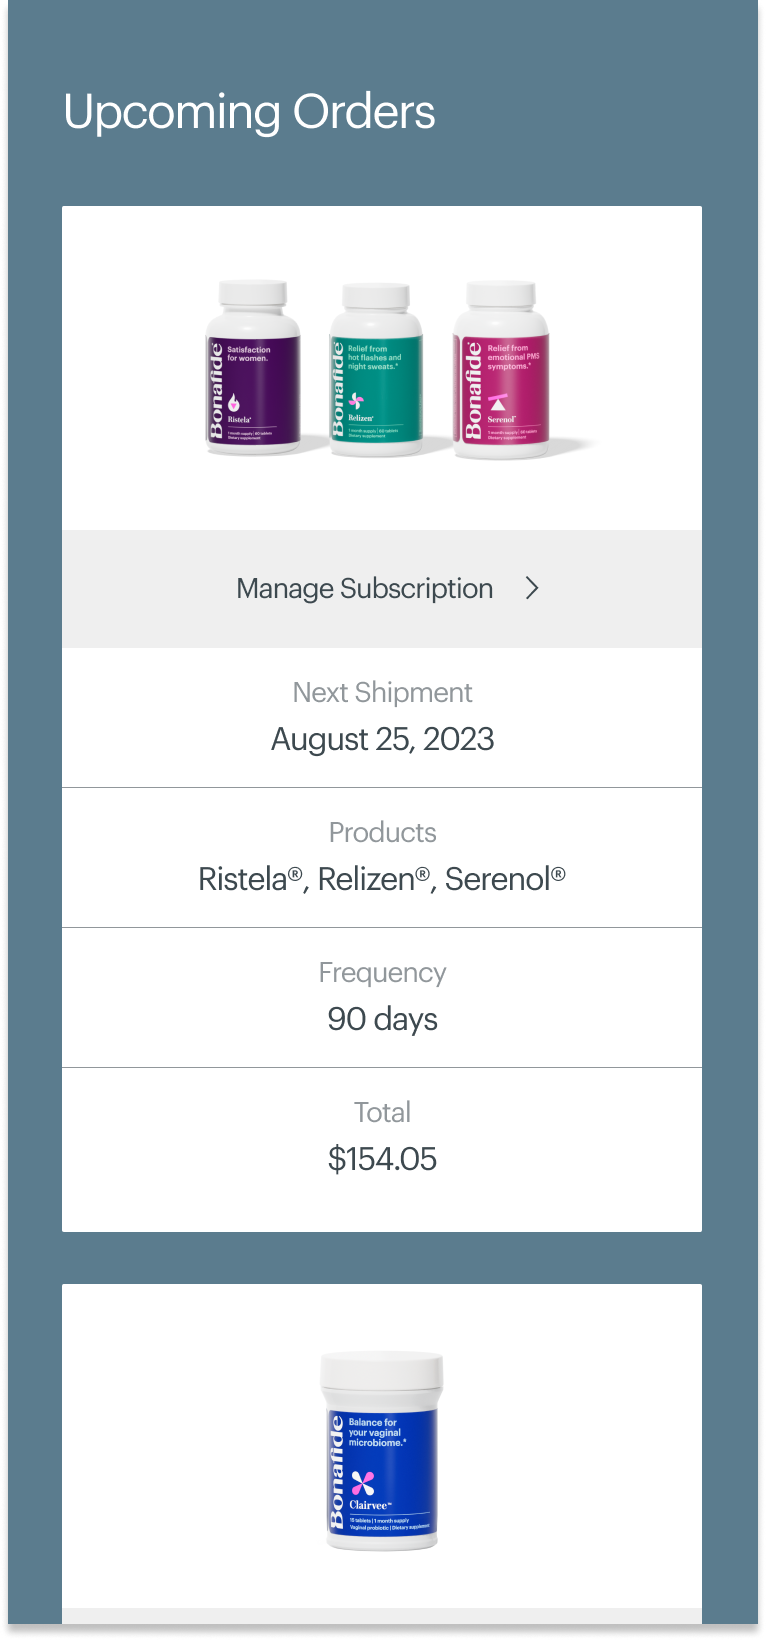 Upcoming Orders
Bonafide
Satisfaction
for women.
Ristela
1 month supply | 60 tablets
Dietary supplement
Bonafide
Relief from
hot flashes and
night sweats.*
Relizen
1 month supply | 60 tablets
Dietary supplement
Bonafide
Relief from
emotional PMS
symptoms.*
Serenol
1 month supply | 60 tablets
Dietary supplement
Manage Subscription
Next Shipment
August 25, 2023
Products
Ristela®, Relizen®, Serenol®
Frequency
90 days
Total
$154.05
Bonafide
Balance for
your vaginal
microbiome.*
Clairvee™
15 tablets | 1 month supply
Vaginal probiotic | Dietary supplement